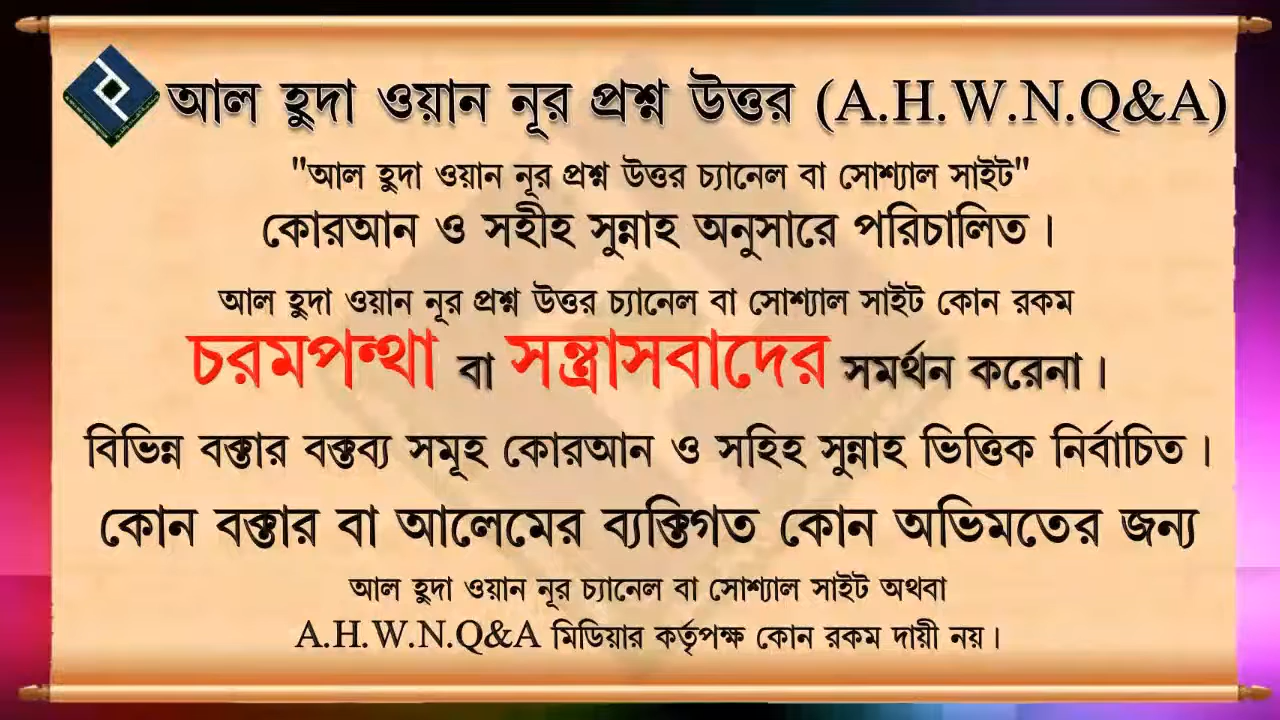 আল হুদা ওয়ান নূর প্রশ্ন উত্তর (A.H.W.N.Q&A)
"আল হুদা ওয়ান নূর প্রশ্ন উত্তর চ্যানেল বা সোশ্যাল সাইট"
কোরআন ও সহীহ সুন্নাহ অনুসারে পরিচালিত।
আল হুদা ওয়ান নূর প্রশ্ন উত্তর চ্যানেল বা সোশ্যাল সাইট কোন রকম
চরমপন্থা বা সন্ত্রাসবাদের সমর্থন করেনা।
বিভিন্ন বক্তার বক্তব্য সমূহ কোরআন ও সহিহ সুন্নাহ ভিত্তিক নির্বাচিত।
কোন বক্তার বা আলেমের ব্যক্তিগত কোন অভিমতের জন্য
আল হুদা ওয়ান নূর চ্যানেল বা সোশ্যাল সাইট অথবা
A.H.W.N.Q&A মিডিয়ার কর্তৃপক্ষ কোন রকম দায়ী নয়।